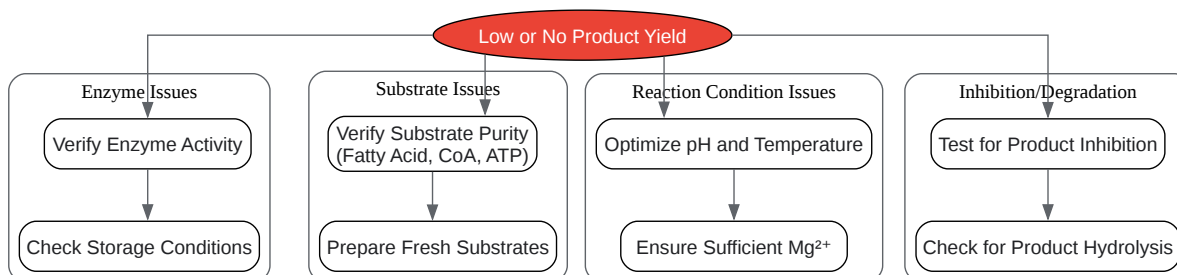 Low or No Product Yield
Enzyme Issues
Substrate Issues
Reaction Condition Issues
Inhibition/Degradation
Verify Enzyme Activity
Verify Substrate Purity
(Fatty Acid, CoA, ATP)
Optimize pH and Temperature
Test for Product Inhibition
Check Storage Conditions
Prepare Fresh Substrates
Ensure Sufficient Mg²⁺
Check for Product Hydrolysis